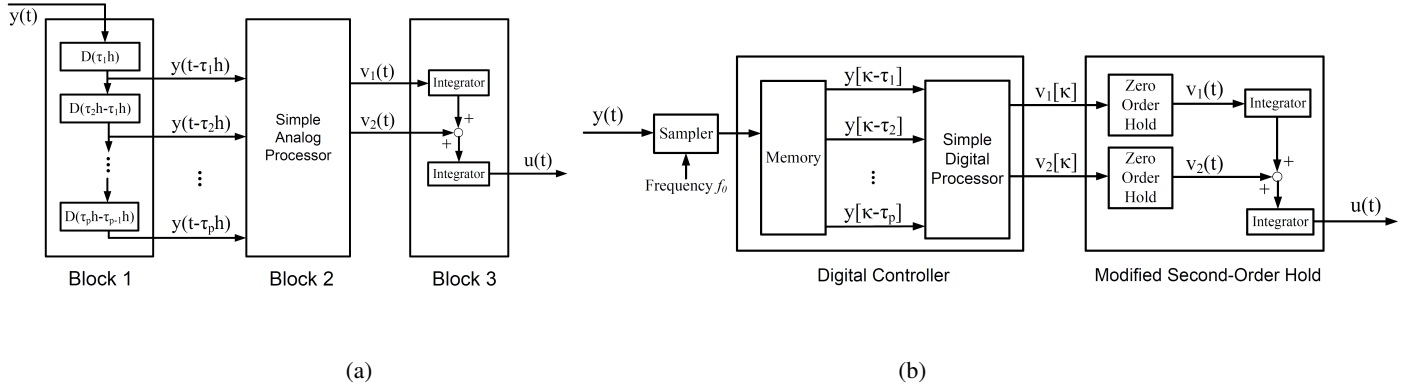 y(t)
D(τ₁h)
y(t-τ₁h)
D(τ₂h-τ₁h)
y(t-τ₂h)
D(τₚh-τₚ₋₁h)
y(t-τₚh)
Block 1
Simple
Analog
Processor
Block 2
v₁(t)
v₂(t)
Integrator
+
+
Integrator
u(t)
Block 3
(a)
y(t)
Sampler
Frequency f₀
Memory
y[κ-τ₁]
y[κ-τ₂]
y[κ-τₚ]
Simple
Digital
Processor
Digital Controller
v₁[κ]
v₂[κ]
Zero
Order
Hold
v₁(t)
Zero
Order
Hold
v₂(t)
Integrator
+
+
Integrator
u(t)
Modified Second-Order Hold
(b)